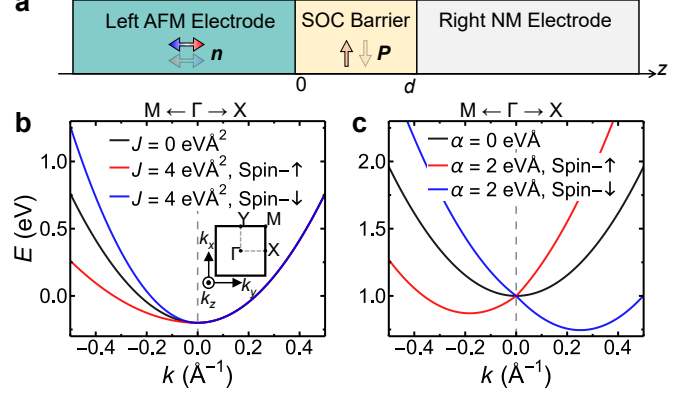 a
Left AFM Electrode
SOC Barrier
Right NM Electrode
n
P
0
d
z
b
M ← Γ → X
J = 0 eVÅ²
J = 4 eVÅ², Spin-↑
J = 4 eVÅ², Spin-↓
1.0
0.5
0.0
E (eV)
Y
M
Γ
X
kₓ
k_y
k_z
−0.4
−0.2
0.0
0.2
0.4
k (Å⁻¹)
c
M ← Γ → X
α = 0 eVÅ
α = 2 eVÅ, Spin-↑
α = 2 eVÅ, Spin-↓
2.0
1.5
1.0
−0.4
−0.2
0.0
0.2
0.4
k (Å⁻¹)